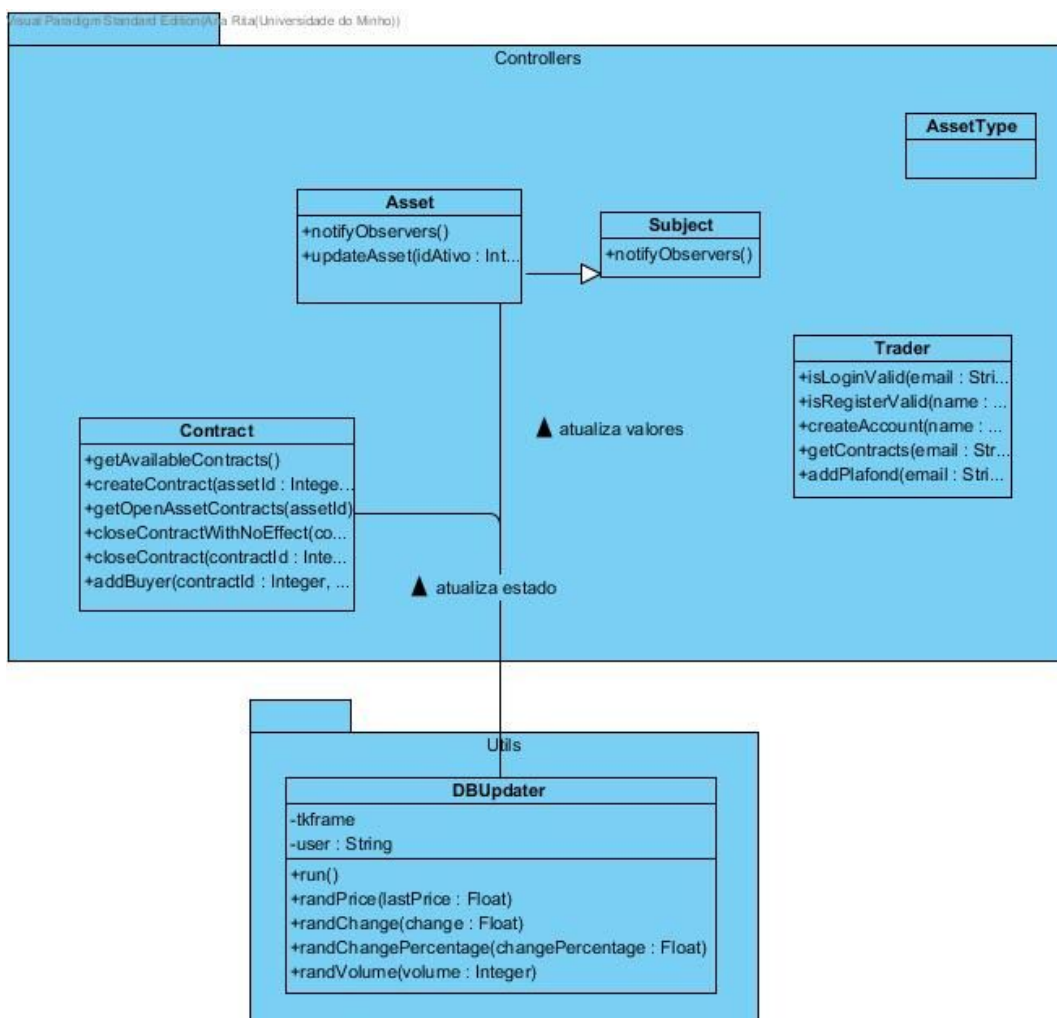 Visual Paradigm Standard Edition(Ana Rita(Universidade do Minho))
Controllers
AssetType
Asset
+notifyObservers()
+updateAsset(idAtivo : Int...
Subject
+notifyObservers()
Trader
+isLoginValid(email : Stri...
+isRegisterValid(name : ...
+createAccount(name : ...
+getContracts(email : Str...
+addPlafond(email : Stri...
▲ atualiza valores
Contract
+getAvailableContracts()
+createContract(assetId : Intege...
+getOpenAssetContracts(assetId)
+closeContractWithNoEffect(co...
+closeContract(contractId : Inte...
+addBuyer(contractId : Integer, ...
▲ atualiza estado
Utils
DBUpdater
-tkframe
-user : String
+run()
+randPrice(lastPrice : Float)
+randChange(change : Float)
+randChangePercentage(changePercentage : Float)
+randVolume(volume : Integer)